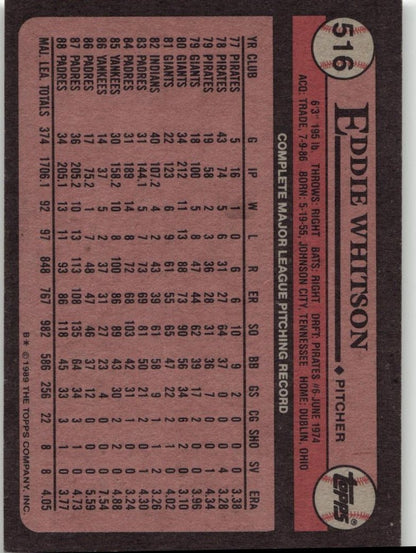 516
EDDIE WHITSON ♦ PITCHER
TOPPS
6'3" 195 lb. THROWS: RIGHT BATS: RIGHT DRAFT: PIRATES #6-JUNE 1974
ACQ: TRADE, 7-9-86 BORN: 5-19-55, JOHNSON CITY, TENNESSEE HOME: DUBLIN, OHIO
COMPLETE MAJOR LEAGUE PITCHING RECORD
YR CLUB G IP W L R ER SO BB GS CG SHO SV ERA
77 PIRATES 5 16 1 0 6 6 10 9 2 0 0 0 3.38
78 PIRATES 43 74 5 6 31 27 64 37 0 0 0 4 3.28
79 PIRATES 19 58 2 3 36 28 31 36 7 0 0 1 4.34
79 GIANTS 18 100 5 8 47 44 62 39 17 2 0 0 3.96
80 GIANTS 34 212 11 13 88 73 90 56 34 6 2 0 3.10
81 GIANTS 22 123 6 9 61 55 65 47 22 2 1 0 4.02
82 INDIANS 40 107.2 4 2 43 39 61 58 9 1 1 2 3.26
83 PADRES 31 144.1 5 7 73 69 81 50 21 2 0 1 4.30
84 PADRES 31 189 14 8 72 68 103 42 31 1 0 0 3.24
85 YANKEES 30 158.2 10 8 100 86 89 43 30 2 2 0 4.88
86 YANKEES 14 37 5 2 37 31 27 23 4 0 0 0 7.54
86 PADRES 17 75.2 1 7 48 47 46 37 12 0 0 0 5.59
87 PADRES 36 205.2 10 13 113 108 135 64 34 3 1 0 4.73
88 PADRES 34 205.1 13 11 93 86 118 45 33 3 1 0 3.77
MAJ. LEA. TOTALS 374 1706.1 92 97 848 767 982 586 256 22 8 8 4.05
B* ©1989 THE TOPPS COMPANY, INC.